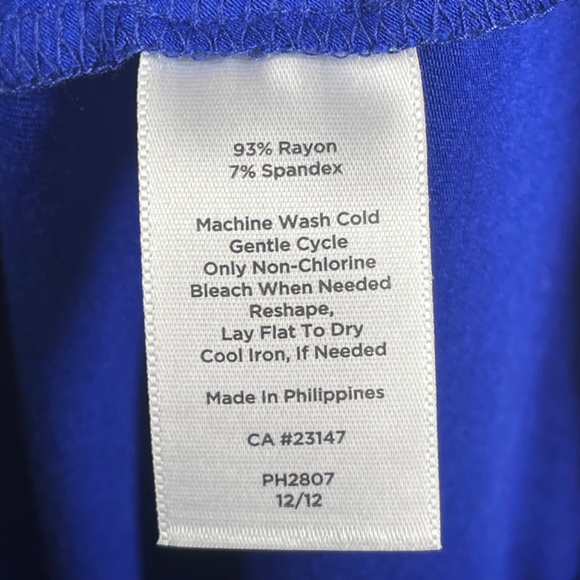 93% Rayon
7% Spandex
Machine Wash Cold
Gentle Cycle
Only Non-Chlorine
Bleach When Needed
Reshape,
Lay Flat To Dry
Cool Iron, If Needed
Made In Philippines
CA #23147
PH2807
12/12